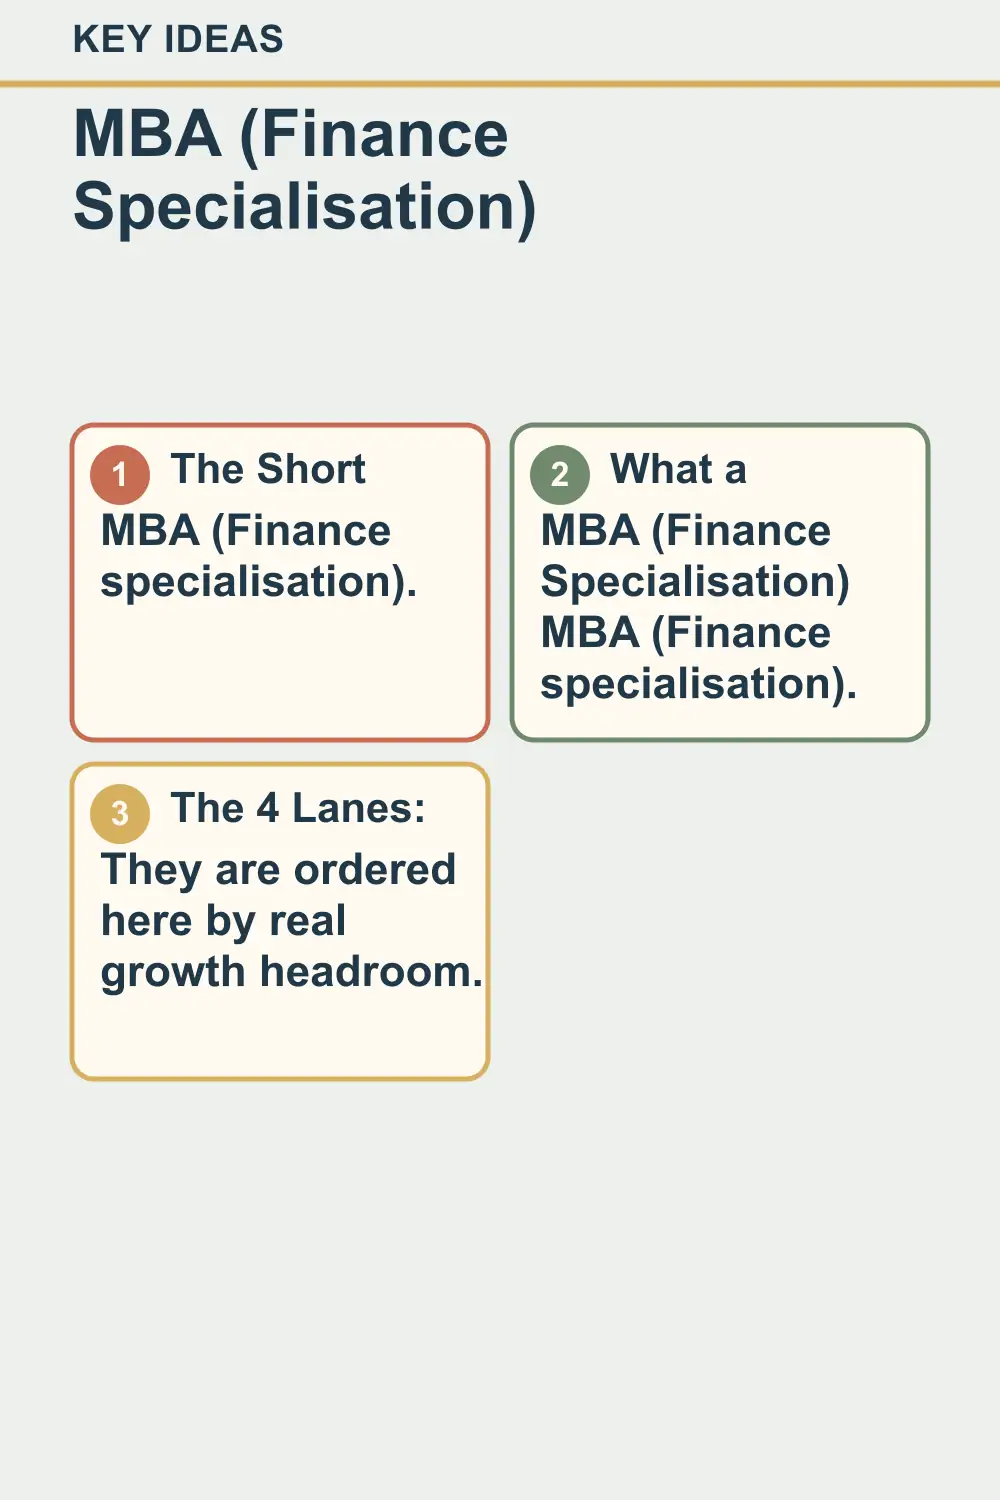 KEY IDEAS
MBA (Finance
Specialisation)
1 The Short
MBA (Finance
specialisation).
2 What a
MBA (Finance
Specialisation)
MBA (Finance
specialisation).
3 The 4 Lanes:
They are ordered
here by real
growth headroom.